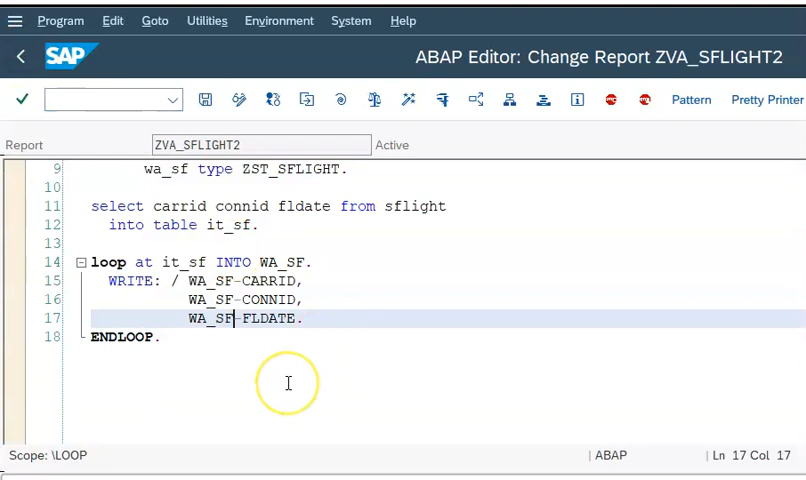 Program Edit Goto Utilities Environment System Help
SAP ABAP Editor: Change Report ZVA_SFLIGHT2
Pattern Pretty Printer
Report ZVA_SFLIGHT2 Active
9 wa_sf type ZST_SFLIGHT.
10
11 select carrid connid fldate from sflight
12 into table it_sf.
13
14 loop at it_sf INTO WA_SF.
15 WRITE: / WA_SF-CARRID,
16 WA_SF-CONNID,
17 WA_SF-FLDATE.
18 ENDLOOP.
Scope: \LOOP ABAP Ln 17 Col 17